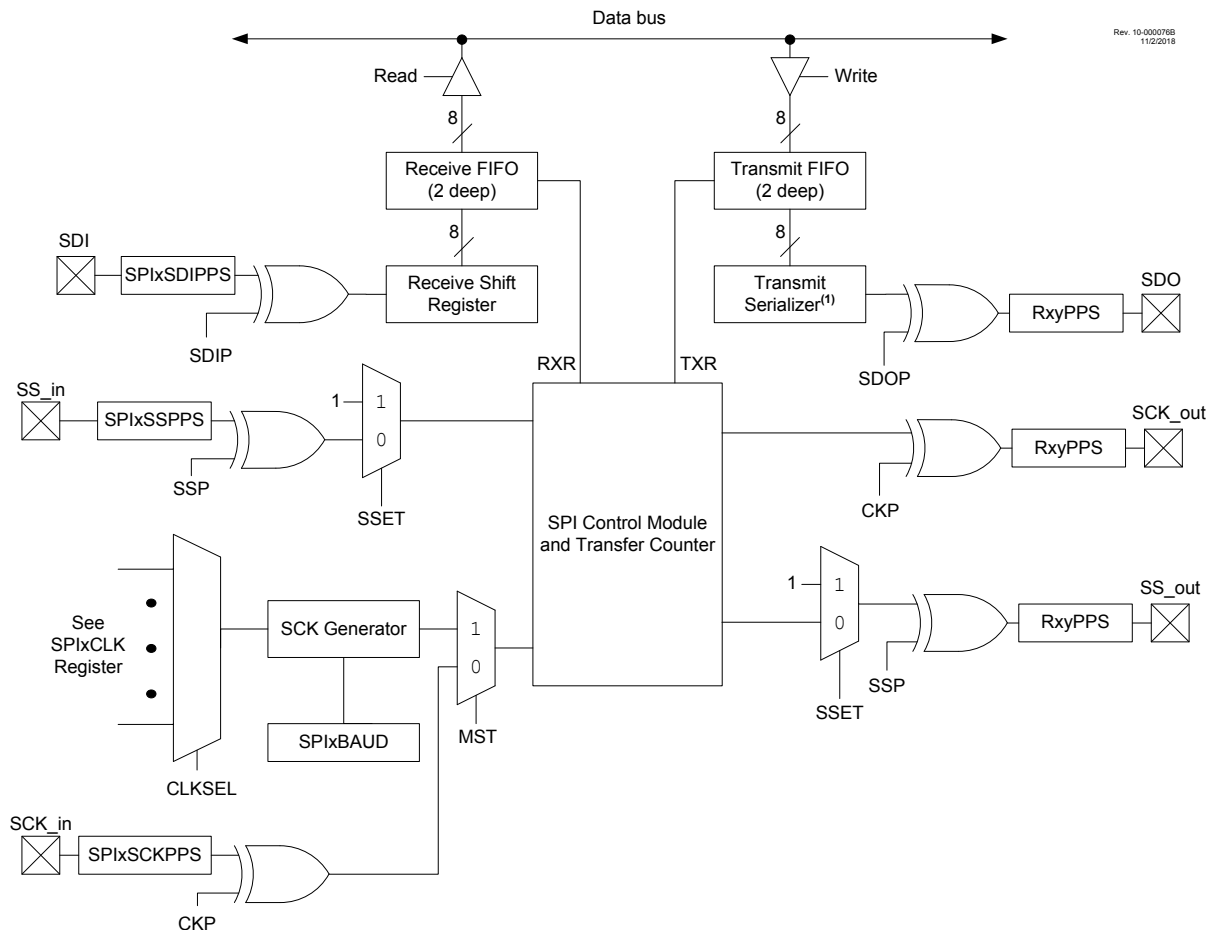 Data bus
Rev. 10-000076B
11/2/2018
Read
Write
8
8
Receive FIFO
(2 deep)
Transmit FIFO
(2 deep)
8
8
SDI
SPIxSDIPPS
Receive Shift
Register
Transmit
Serializer(1)
SDO
RxyPPS
SDIP
SDOP
RXR
TXR
SS_in
SPIxSSPPS
1
1
0
SSP
SSET
SCK_out
RxyPPS
CKP
SPI Control Module
and Transfer Counter
See
SPIxCLK
Register
SCK Generator
1
0
SPIxBAUD
MST
CLKSEL
1
1
0
SS_out
RxyPPS
SSP
SSET
SCK_in
SPIxSCKPPS
CKP